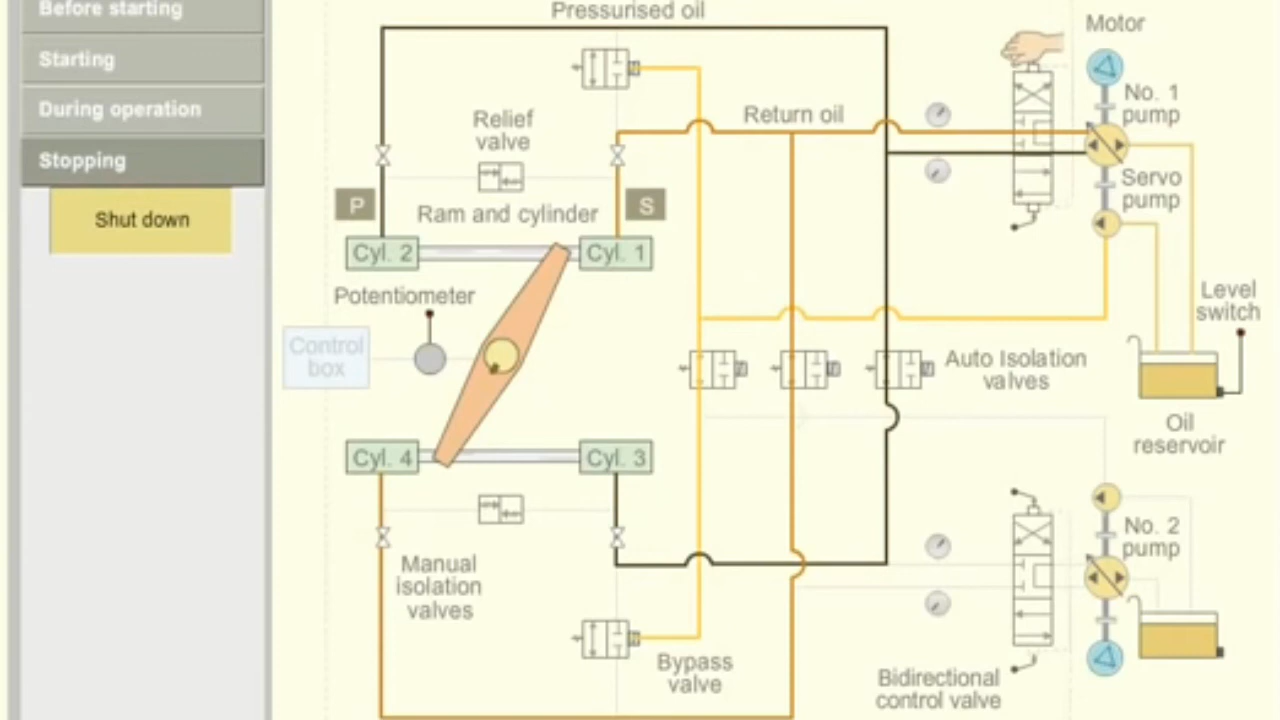 Before starting
Starting
During operation
Stopping
Shut down
Pressurised oil
Motor
No. 1
pump
Return oil
Relief
valve
Servo
pump
P
S
Ram and cylinder
Cyl. 2
Cyl. 1
Potentiometer
Level
switch
Control
box
Auto Isolation
valves
Oil
reservoir
Cyl. 4
Cyl. 3
No. 2
pump
Manual
isolation
valves
Bypass
valve
Bidirectional
control valve